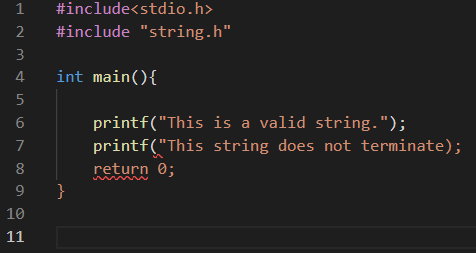 1 #include<stdio.h>
2 #include "string.h"
3
4 int main(){
5
6 printf("This is a valid string.");
7 printf("This string does not terminate);
8 return 0;
9 }
10
11